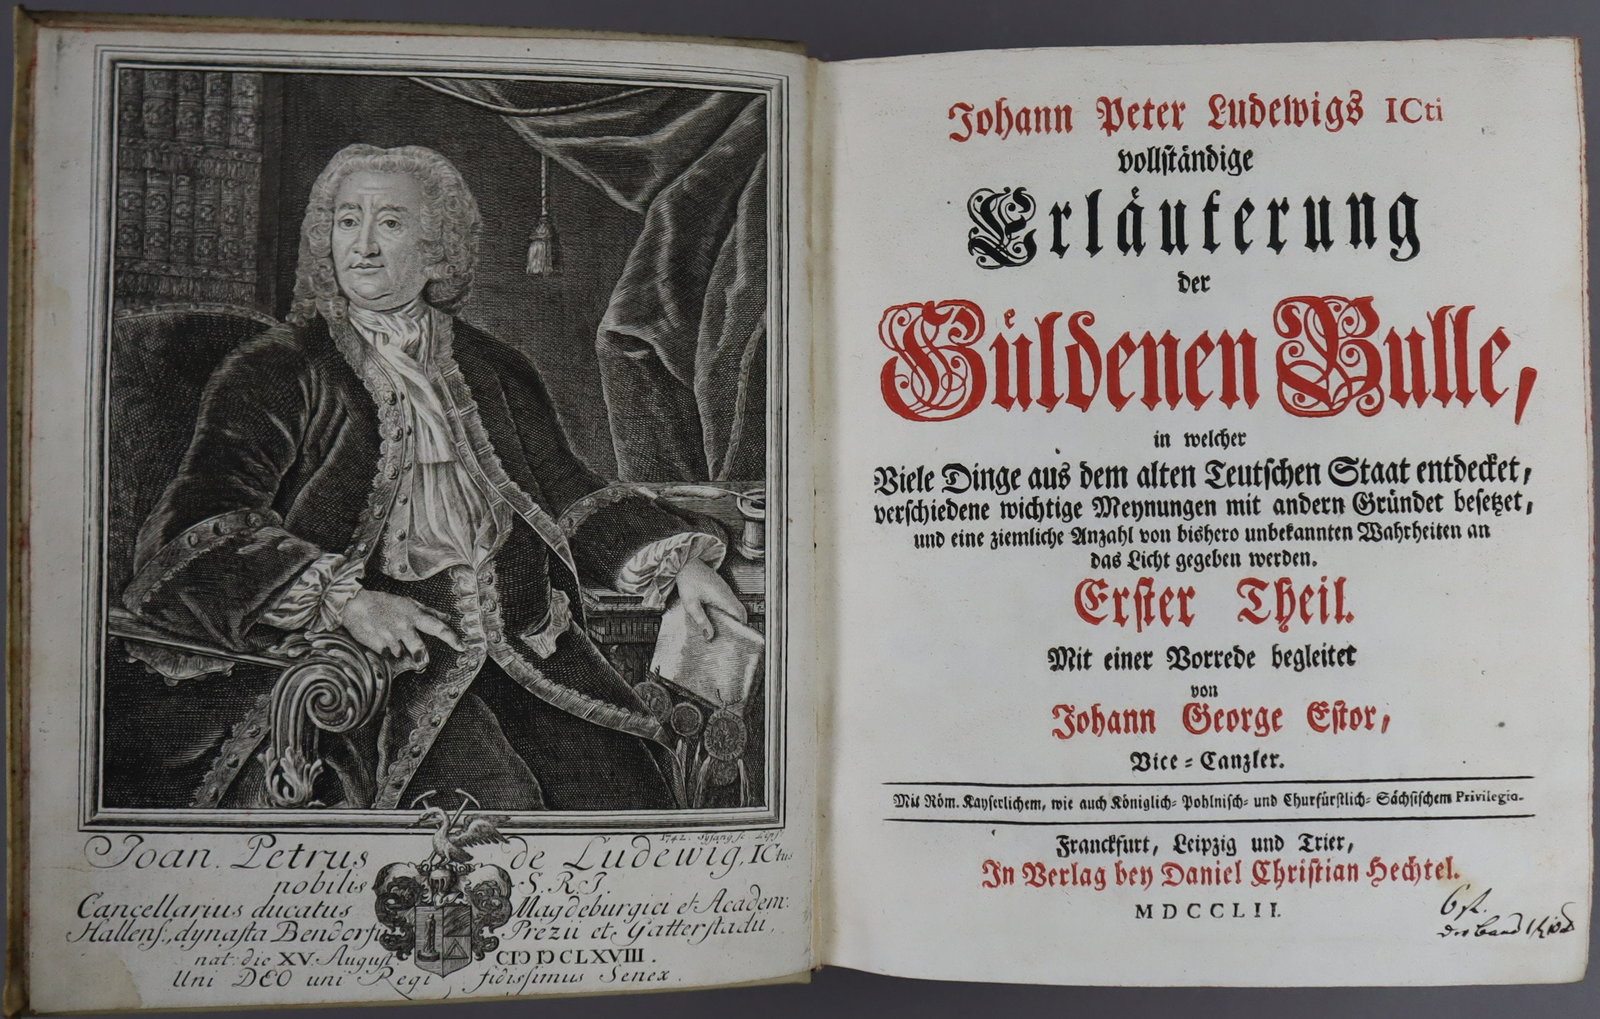 1742. Sysang sc. Lips.
Joan. Petrus de Ludewig, ICtus
nobilis S. R. I.
Cancellarius ducatus Magdeburgici et Academ.
Hallens., dynasta Bendorfii Prezii et Gatterstadii,
nat. die XV. August CIƆ IƆCLXVIII.
Uni DEO uni Regi fidissimus Senex.
Johann Peter Ludewigs ICti
vollständige
Erläuterung
der
Güldenen Bulle,
in welcher
Viele Dinge aus dem alten Teutschen Staat entdecket,
verschiedene wichtige Meynungen mit andern Gründet besetzet,
und eine ziemliche Anzahl von bishero unbekannten Wahrheiten an
das Licht gegeben werden.
Erster Theil.
Mit einer Vorrede begleitet
von
Johann George Estor,
Vice-Canzler.
Mit Röm. Kayserlichem, wie auch Königlich-Pohlnisch- und Churfürstlich-Sächsischem Privilegio.
Franckfurt, Leipzig und Trier,
In Verlag bey Daniel Christian Hechtel.
MDCCLII.